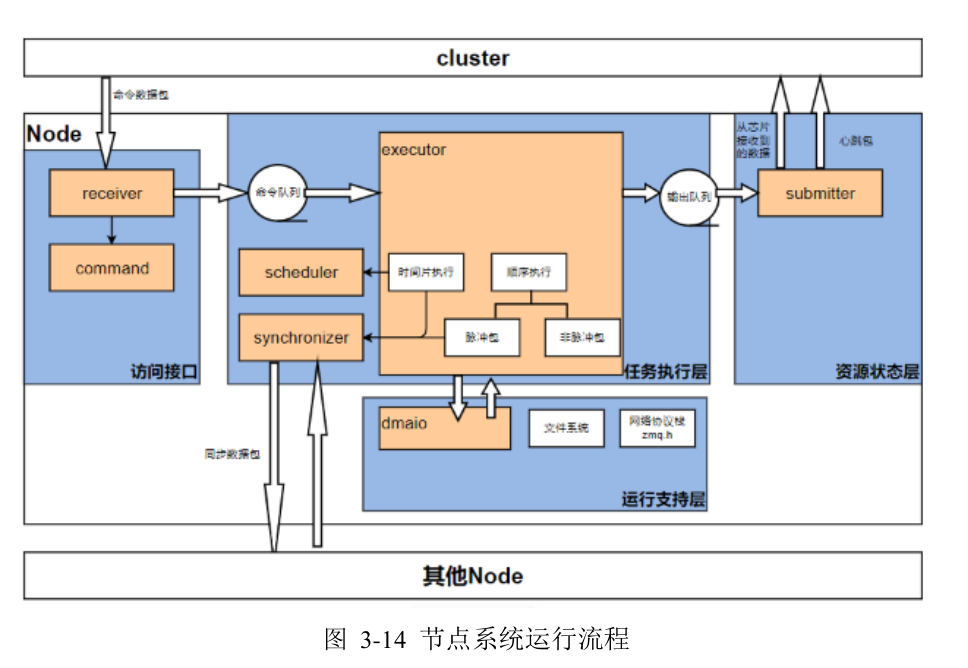 cluster
命令数据包
Node
receiver
command
访问接口
命令队列
executor
scheduler
时间片执行
顺序执行
synchronizer
脉冲包
非脉冲包
任务执行层
输出队列
从芯片
接收到
的数据
心跳包
submitter
资源状态层
同步数据包
dmaio
文件系统
网络协议栈
zmq.h
运行支持层
其他Node
图 3-14 节点系统运行流程